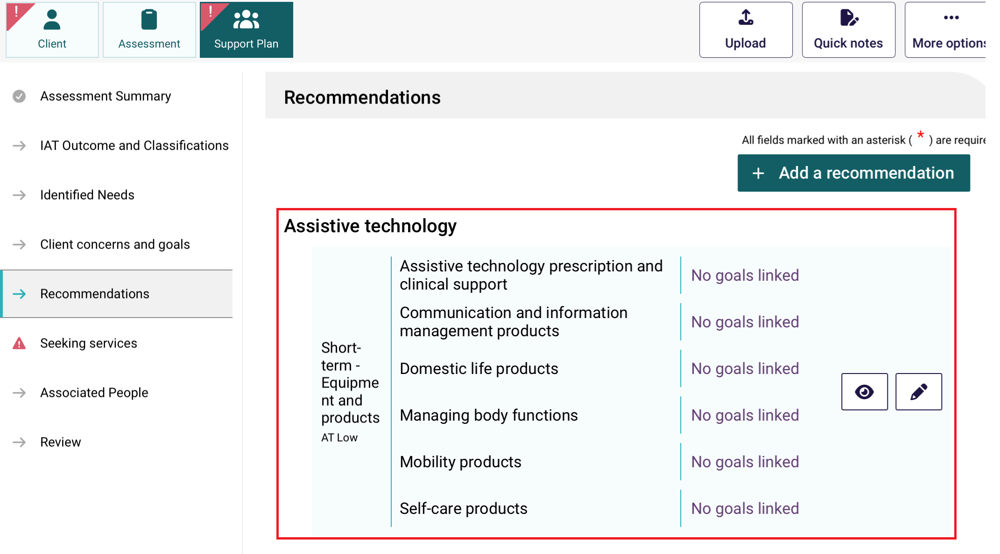 !
Client
Assessment
!
Support Plan
Upload
Quick notes
More options
Assessment Summary
IAT Outcome and Classifications
Identified Needs
Client concerns and goals
Recommendations
Seeking services
Associated People
Review
Recommendations
All fields marked with an asterisk ( * ) are require
+ Add a recommendation
Assistive technology
Short-
term -
Equipme
nt and
products
AT Low
Assistive technology prescription and
clinical support
No goals linked
Communication and information
management products
No goals linked
Domestic life products
No goals linked
Managing body functions
No goals linked
Mobility products
No goals linked
Self-care products
No goals linked